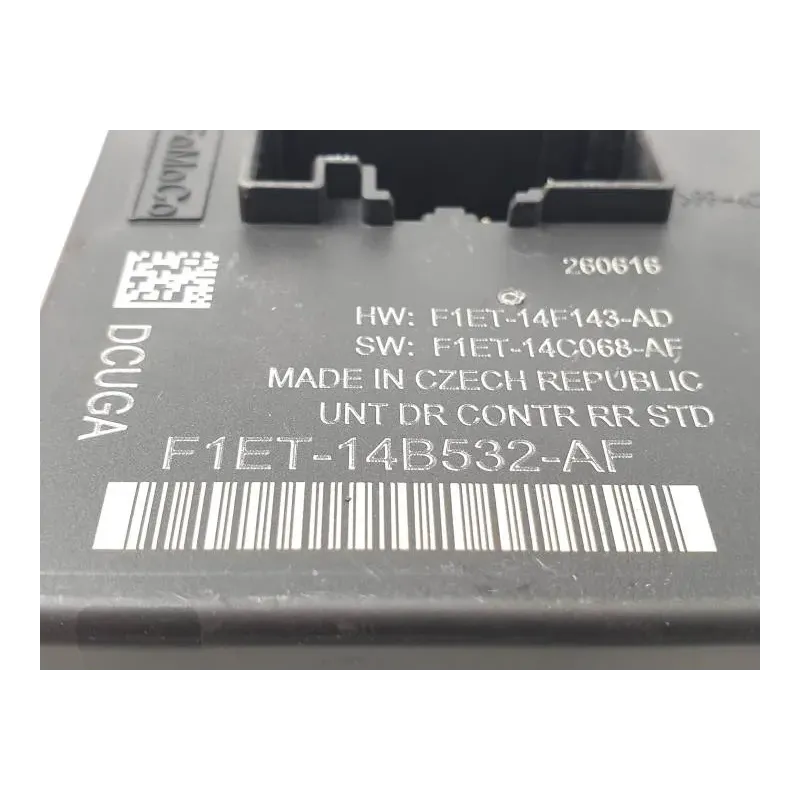 FoMoCo
260616
DCUGA
HW: F1ET-14F143-AD
SW: F1ET-14C068-AF
MADE IN CZECH REPUBLIC
UNT DR CONTR RR STD
F1ET-14B532-AF